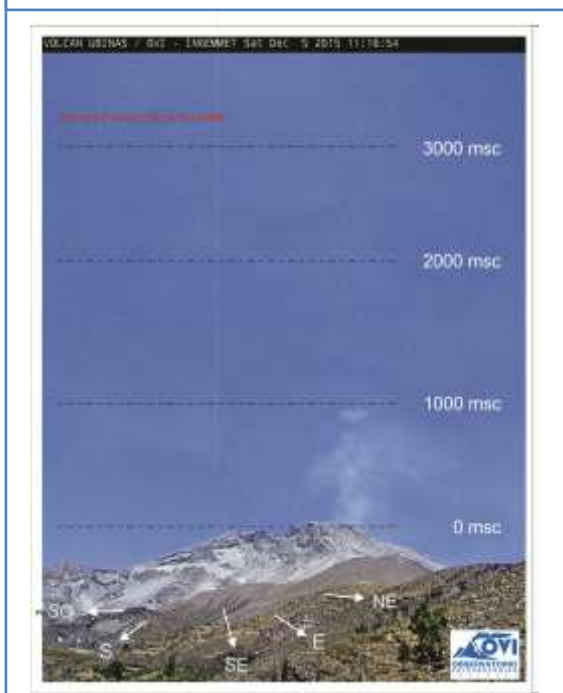 VOLCAN UBINAS / OVI - INGEMMET Sat Dec 5 2015 11:16:54
3000 msc
2000 msc
1000 msc
0 msc
SO
NE
S
E
SE
OVI
OBSERVATORIO